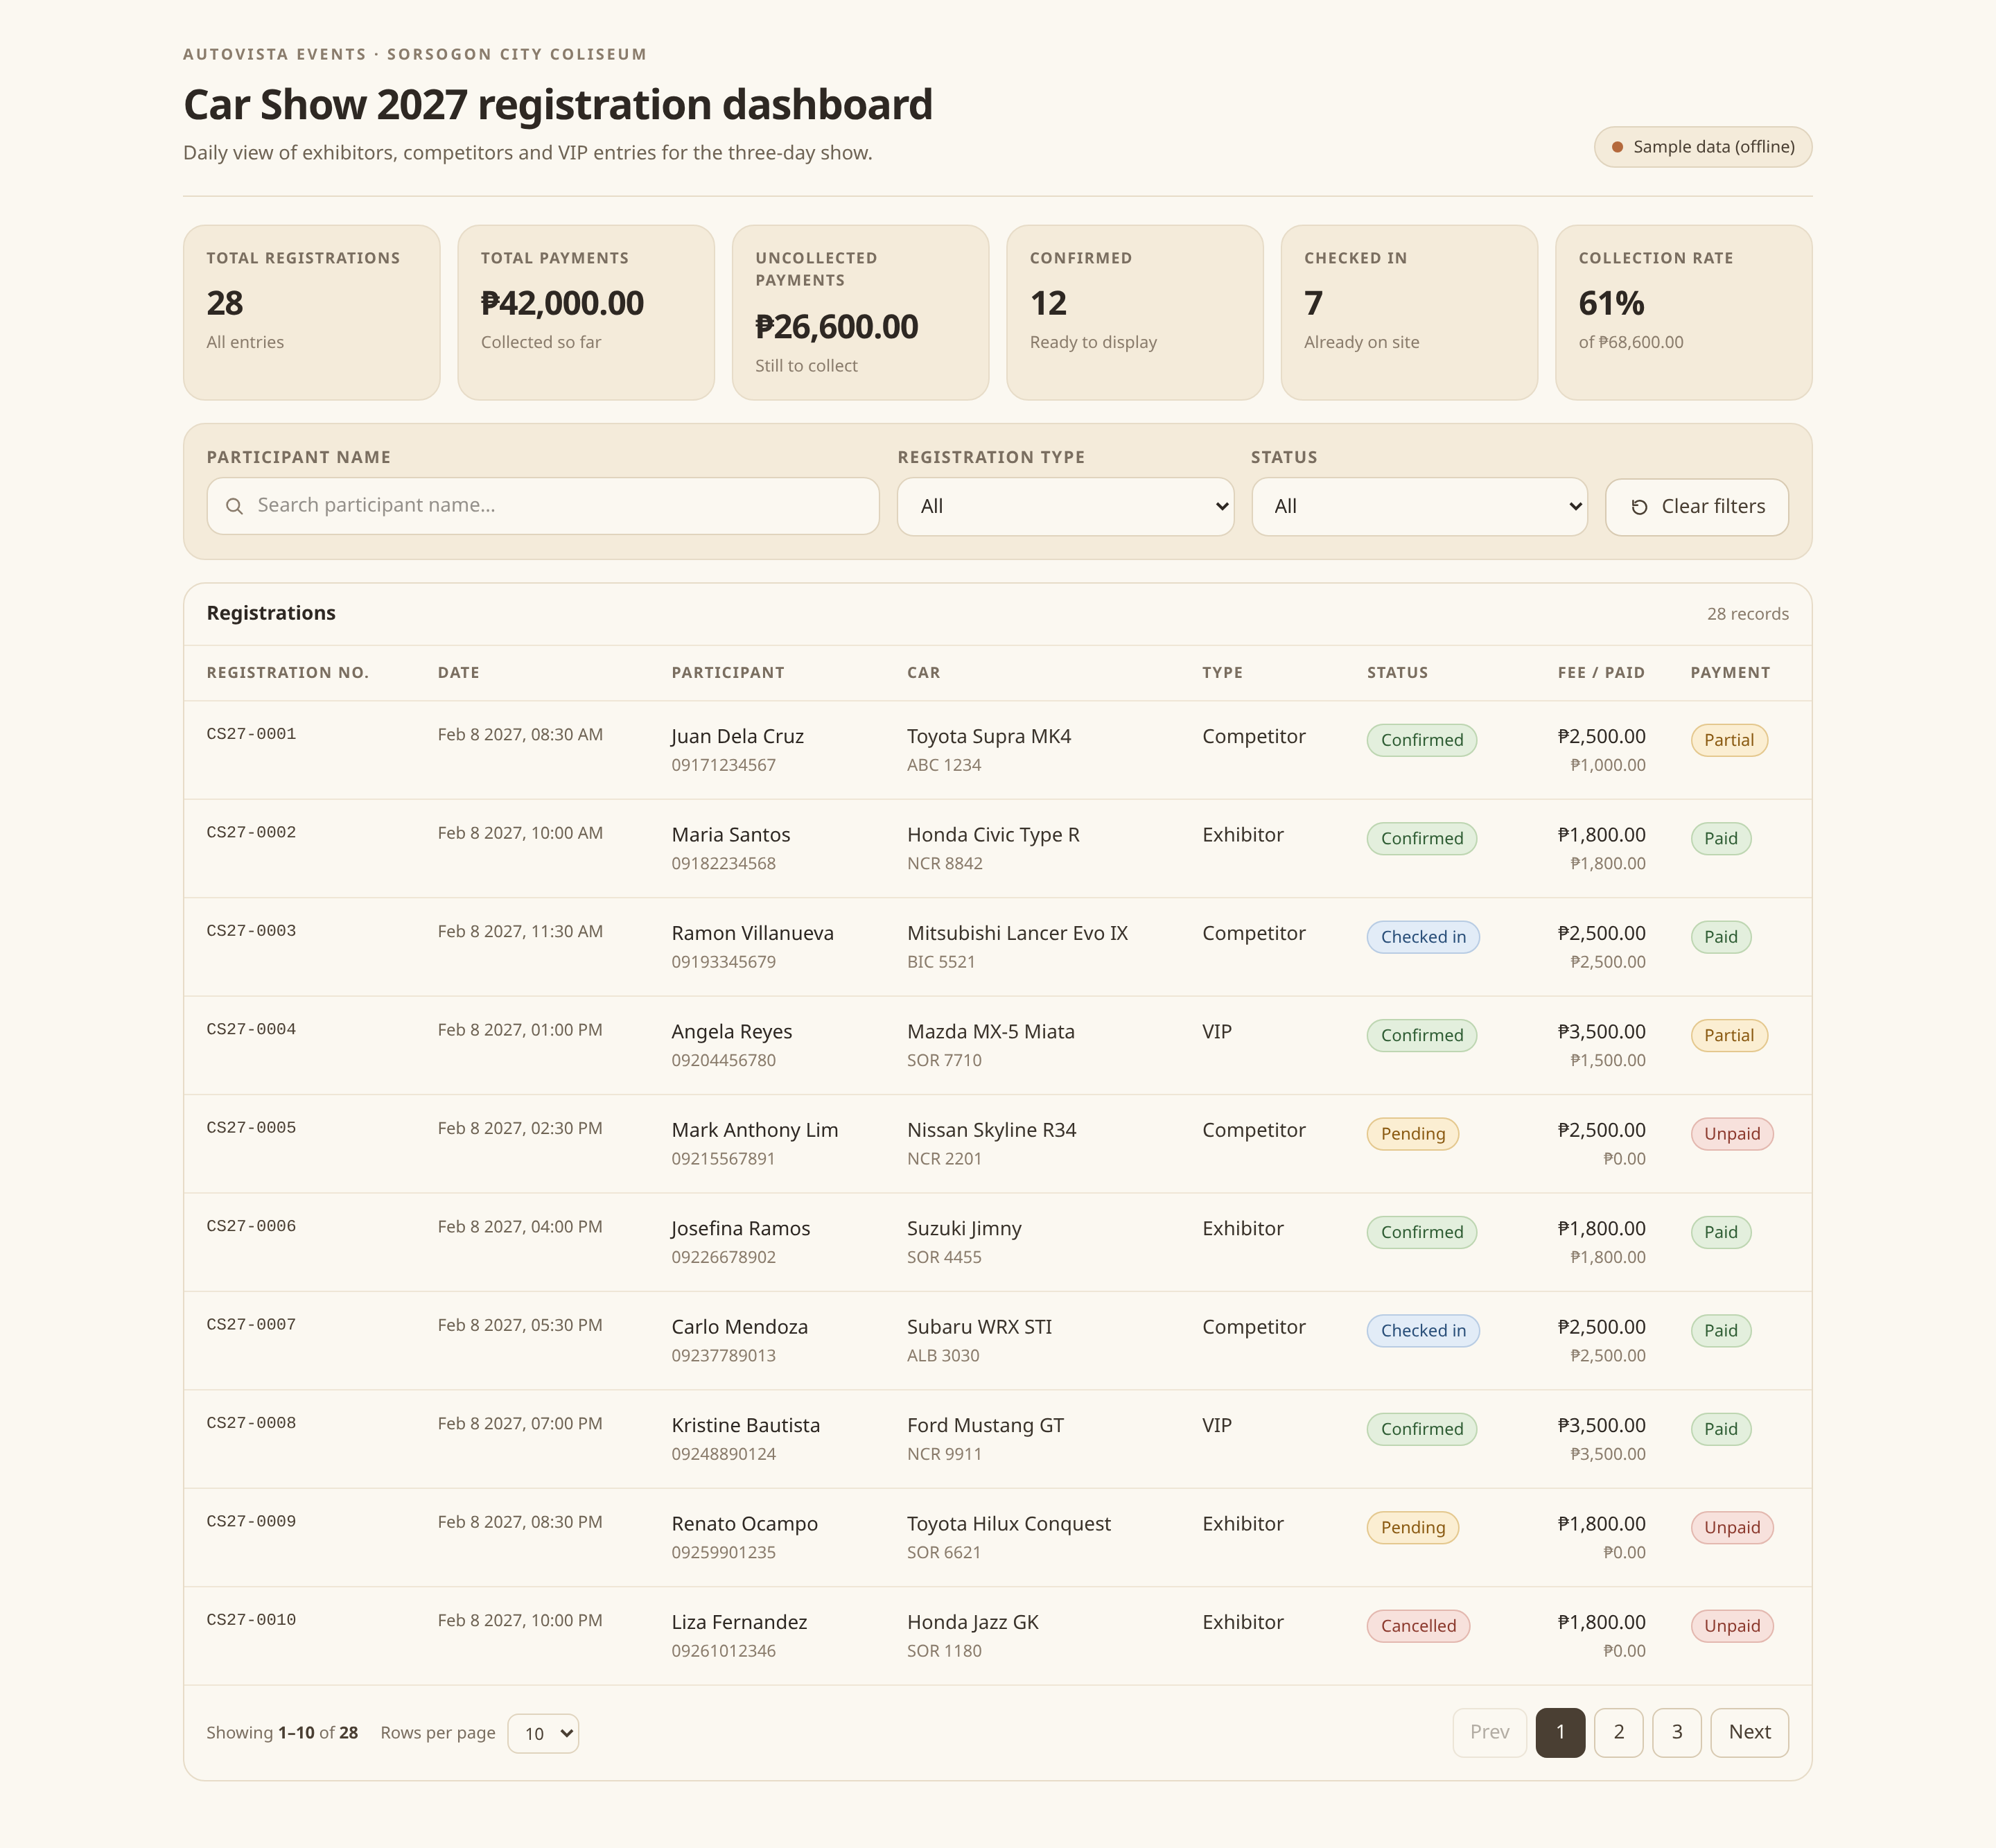 AUTOVISTA EVENTS · SORSOGON CITY COLISEUM
Car Show 2027 registration dashboard
Daily view of exhibitors, competitors and VIP entries for the three-day show.
Sample data (offline)
TOTAL REGISTRATIONS
28
All entries
TOTAL PAYMENTS
₱42,000.00
Collected so far
UNCOLLECTED
PAYMENTS
₱26,600.00
Still to collect
CONFIRMED
12
Ready to display
CHECKED IN
7
Already on site
COLLECTION RATE
61%
of ₱68,600.00
PARTICIPANT NAME
Search participant name...
REGISTRATION TYPE
All
STATUS
All
Clear filters
Registrations
28 records
REGISTRATION NO. DATE PARTICIPANT CAR TYPE STATUS FEE / PAID PAYMENT
CS27-0001 Feb 8 2027, 08:30 AM Juan Dela Cruz Toyota Supra MK4 Competitor Confirmed ₱2,500.00 Partial
09171234567 ABC 1234 ₱1,000.00
CS27-0002 Feb 8 2027, 10:00 AM Maria Santos Honda Civic Type R Exhibitor Confirmed ₱1,800.00 Paid
09182234568 NCR 8842 ₱1,800.00
CS27-0003 Feb 8 2027, 11:30 AM Ramon Villanueva Mitsubishi Lancer Evo IX Competitor Checked in ₱2,500.00 Paid
09193345679 BIC 5521 ₱2,500.00
CS27-0004 Feb 8 2027, 01:00 PM Angela Reyes Mazda MX-5 Miata VIP Confirmed ₱3,500.00 Partial
09204456780 SOR 7710 ₱1,500.00
CS27-0005 Feb 8 2027, 02:30 PM Mark Anthony Lim Nissan Skyline R34 Competitor Pending ₱2,500.00 Unpaid
09215567891 NCR 2201 ₱0.00
CS27-0006 Feb 8 2027, 04:00 PM Josefina Ramos Suzuki Jimny Exhibitor Confirmed ₱1,800.00 Paid
09226678902 SOR 4455 ₱1,800.00
CS27-0007 Feb 8 2027, 05:30 PM Carlo Mendoza Subaru WRX STI Competitor Checked in ₱2,500.00 Paid
09237789013 ALB 3030 ₱2,500.00
CS27-0008 Feb 8 2027, 07:00 PM Kristine Bautista Ford Mustang GT VIP Confirmed ₱3,500.00 Paid
09248890124 NCR 9911 ₱3,500.00
CS27-0009 Feb 8 2027, 08:30 PM Renato Ocampo Toyota Hilux Conquest Exhibitor Pending ₱1,800.00 Unpaid
09259901235 SOR 6621 ₱0.00
CS27-0010 Feb 8 2027, 10:00 PM Liza Fernandez Honda Jazz GK Exhibitor Cancelled ₱1,800.00 Unpaid
09261012346 SOR 1180 ₱0.00
Showing 1–10 of 28 Rows per page 10 Prev 1 2 3 Next